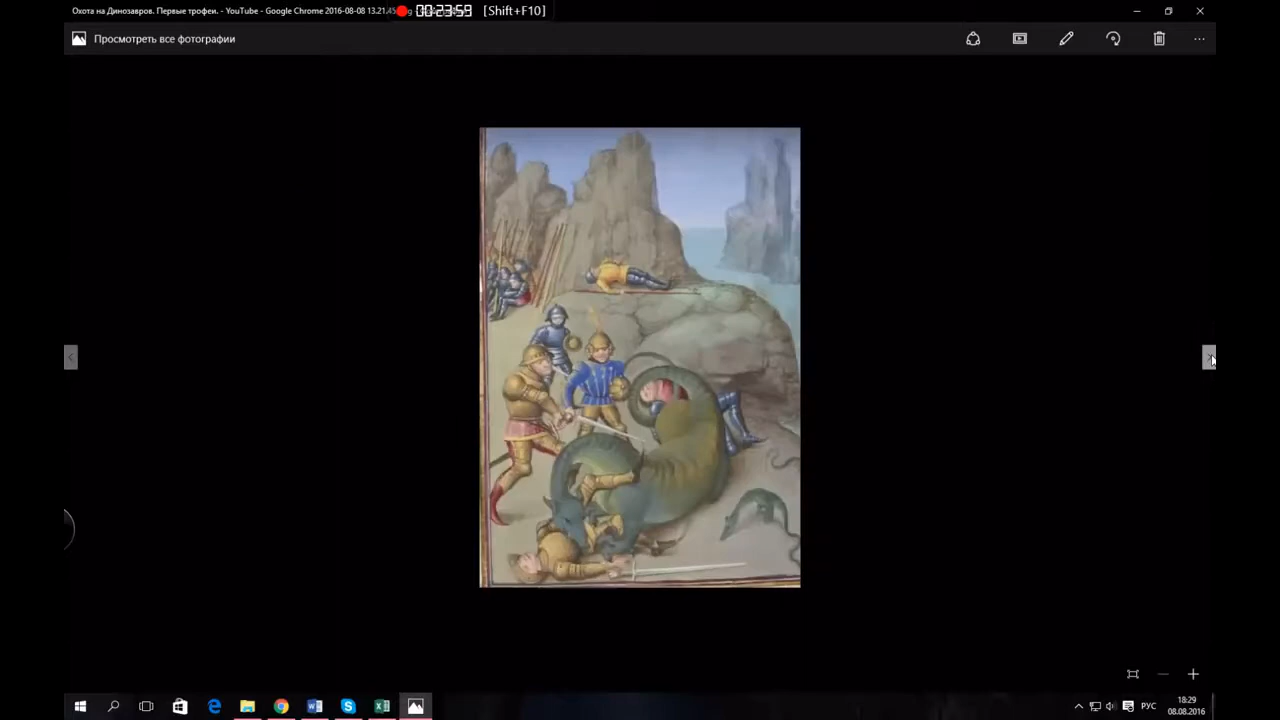 Охота на Динозавров. Первые трофеи. - YouTube - Google Chrome 2016-08-08 13.21.45
00:23:59 [Shift+F10]
Просмотреть все фотографии
РУС
18:29
08.08.2016